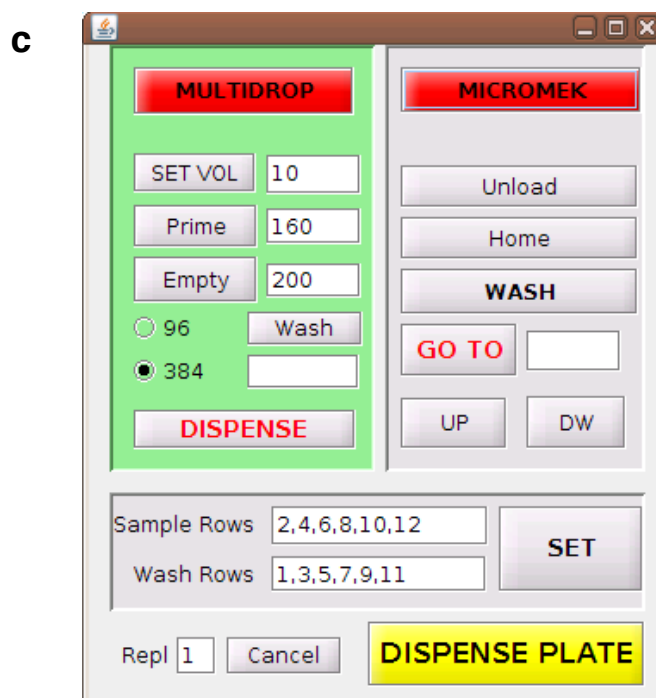 c
MULTIDROP
SET VOL 10
Prime 160
Empty 200
96 Wash
384
DISPENSE
MICROMEK
Unload
Home
WASH
GO TO
UP DW
Sample Rows 2,4,6,8,10,12
Wash Rows 1,3,5,7,9,11
SET
Repl 1 Cancel DISPENSE PLATE